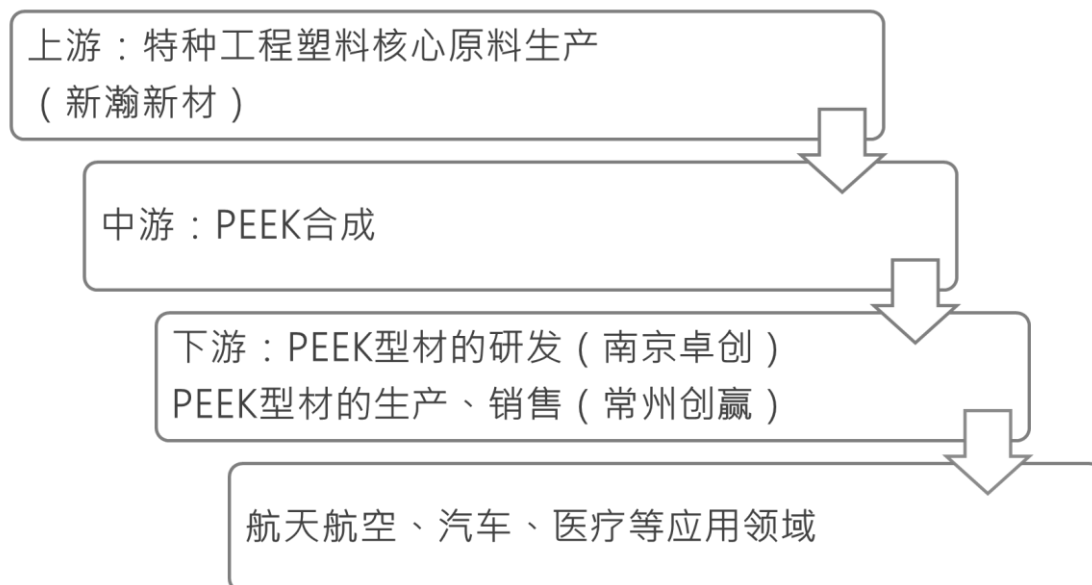 上游：特种工程塑料核心原料生产
（新瀚新材）
中游：PEEK合成
下游：PEEK型材的研发（南京卓创）
PEEK型材的生产、销售（常州创赢）
航天航空、汽车、医疗等应用领域